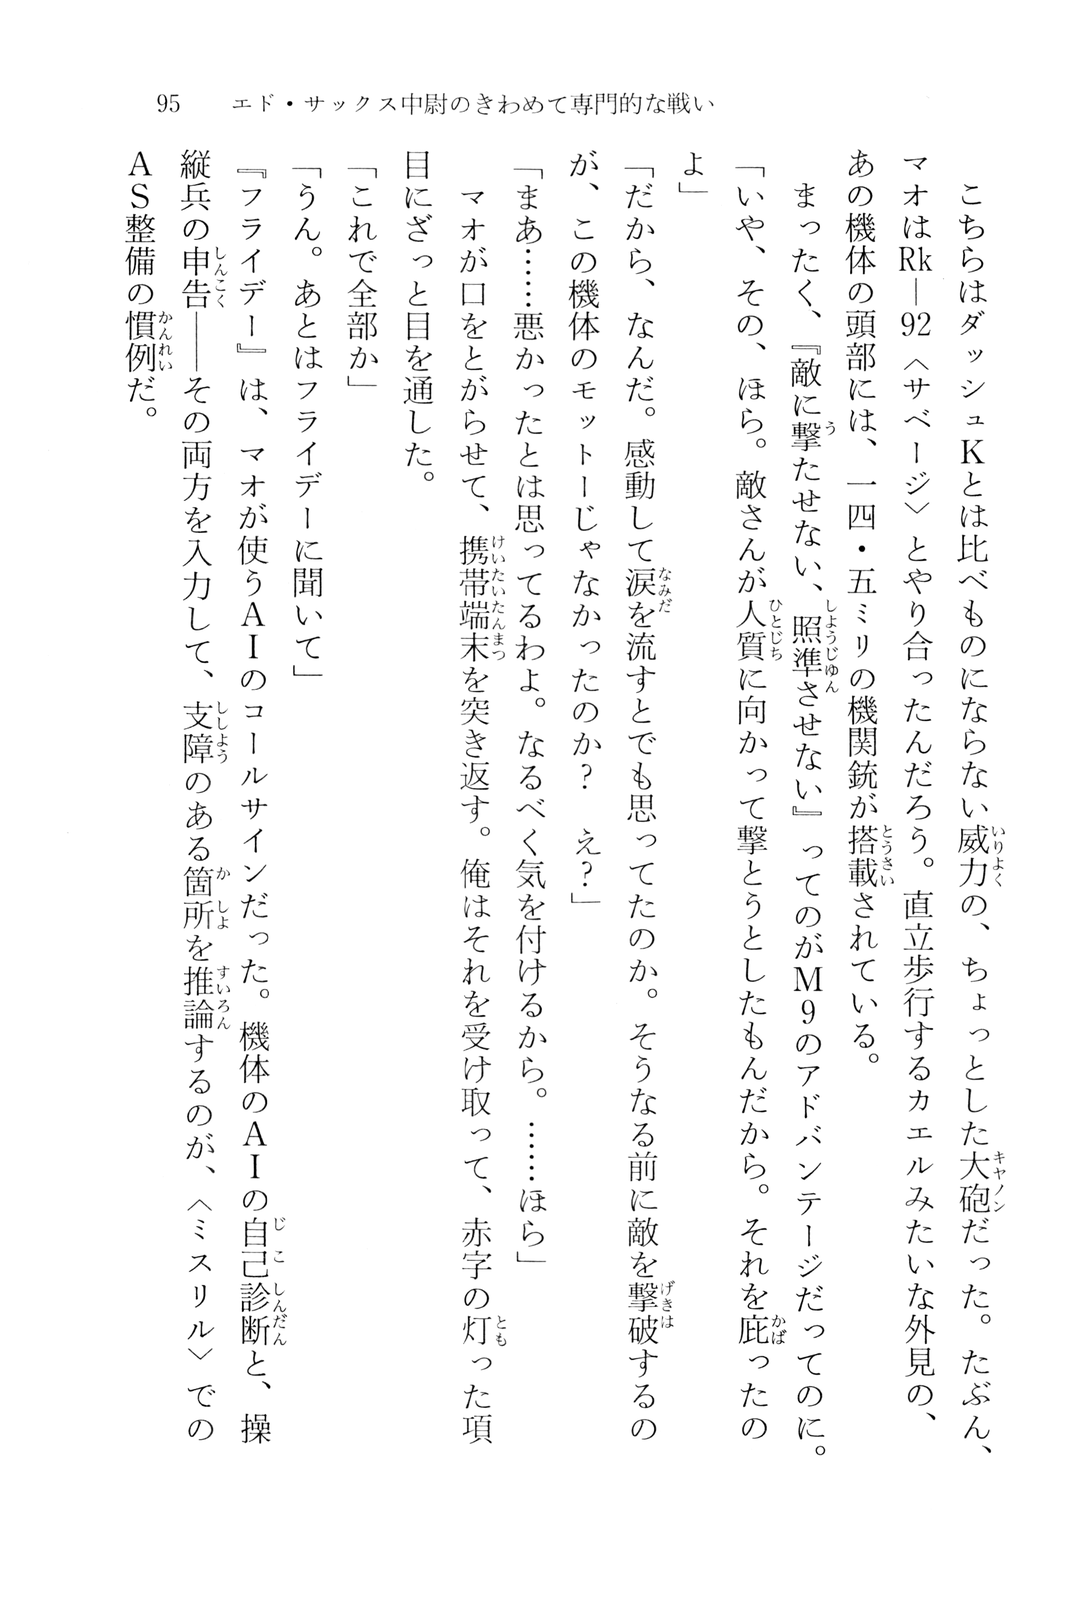 95　エド・サックス中尉のきわめて専門的な戦い
　こちらはダッシュKとは比べものにならない威力の、ちょっとした大砲だった。たぶん、
マオはRk―92〈サベージ〉とやり合ったんだろう。直立歩行するカエルみたいな外見の、
あの機体の頭部には、一四・五ミリの機関銃が搭載されている。
　まったく、『敵に撃たせない、照準させない』ってのがM9のアドバンテージだってのに。
「いや、その、ほら。敵さんが人質に向かって撃とうとしたもんだから。それを庇ったの
よ」
「だから、なんだ。感動して涙を流すとでも思ってたのか。そうなる前に敵を撃破するの
が、この機体のモットーじゃなかったのか？　え？」
「まあ……悪かったとは思ってるわよ。なるべく気を付けるから。……ほら」
　マオが口をとがらせて、携帯端末を突き返す。俺はそれを受け取って、赤字の灯った項
目にざっと目を通した。
「これで全部か」
「うん。あとはフライデーに聞いて」
『フライデー』は、マオが使うAIのコールサインだった。機体のAIの自己診断と、操
縦兵の申告――その両方を入力して、支障のある箇所を推論するのが、〈ミスリル〉での
AS整備の慣例だ。